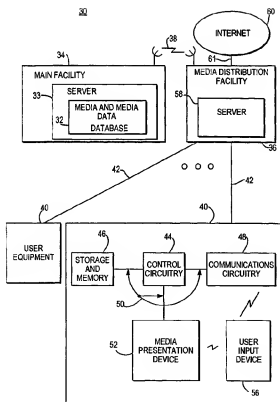 30
60
INTERNET
34
38
61
MAIN FACILITY
33
SERVER
32
MEDIA AND MEDIA
DATA
DATABASE
MEDIA DISTRIBUTION
FACILITY
58
SERVER
36
42
42
40
USER
EQUIPMENT
40
46
STORAGE
AND
MEMORY
44
CONTROL
CIRCUITRY
48
COMMUNICATIONS
CIRCUITRY
50
52
MEDIA
PRESENTATION
DEVICE
USER
INPUT
DEVICE
56